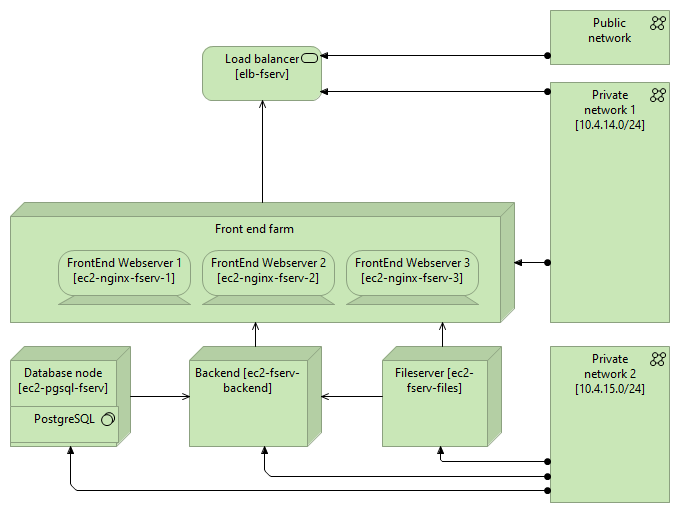 Public
network
Load balancer
[elb-fserv]
Private
network 1
[10.4.14.0/24]
Front end farm
FrontEnd Webserver 1
[ec2-nginx-fserv-1]
FrontEnd Webserver 2
[ec2-nginx-fserv-2]
FrontEnd Webserver 3
[ec2-nginx-fserv-3]
Database node
[ec2-pgsql-fserv]
PostgreSQL
Backend [ec2-fserv-
backend]
Fileserver [ec2-
fserv-files]
Private
network 2
[10.4.15.0/24]